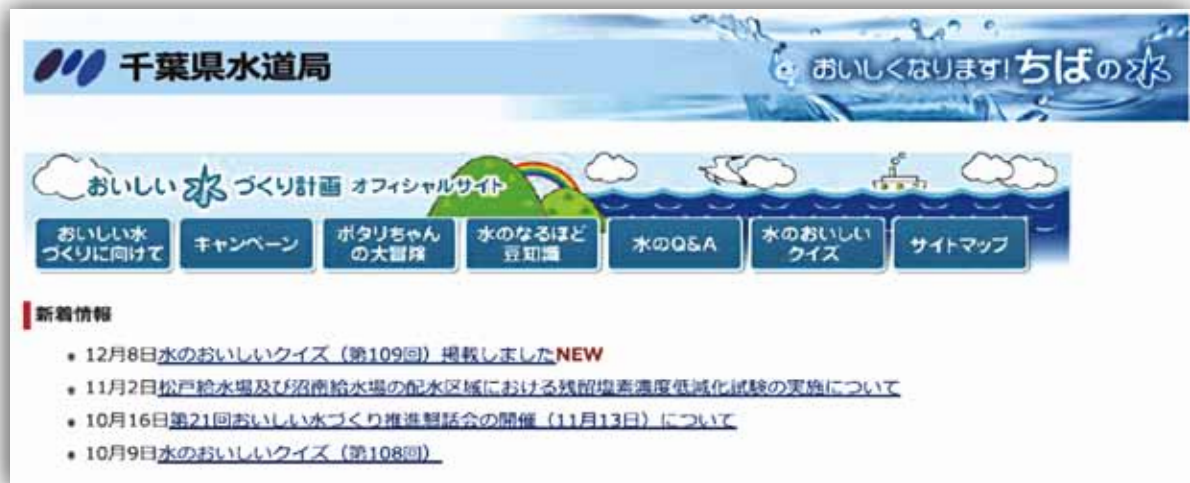 千葉県水道局
おいしくなります!ちばの水
おいしい水づくり計画 オフィシャルサイト
おいしい水
づくりに向けて
キャンペーン
ポタリちゃん
の大冒険
水のなるほど
豆知識
水のQ&A
水のおいしい
クイズ
サイトマップ
新着情報
• 12月8日水のおいしいクイズ(第109回)掲載しましたNEW
• 11月2日松戸給水場及び沼南給水場の配水区域における残留塩素濃度低減化試験の実施について
• 10月16日第21回おいしい水づくり推進懇話会の開催(11月13日)について
• 10月9日水のおいしいクイズ(第108回)